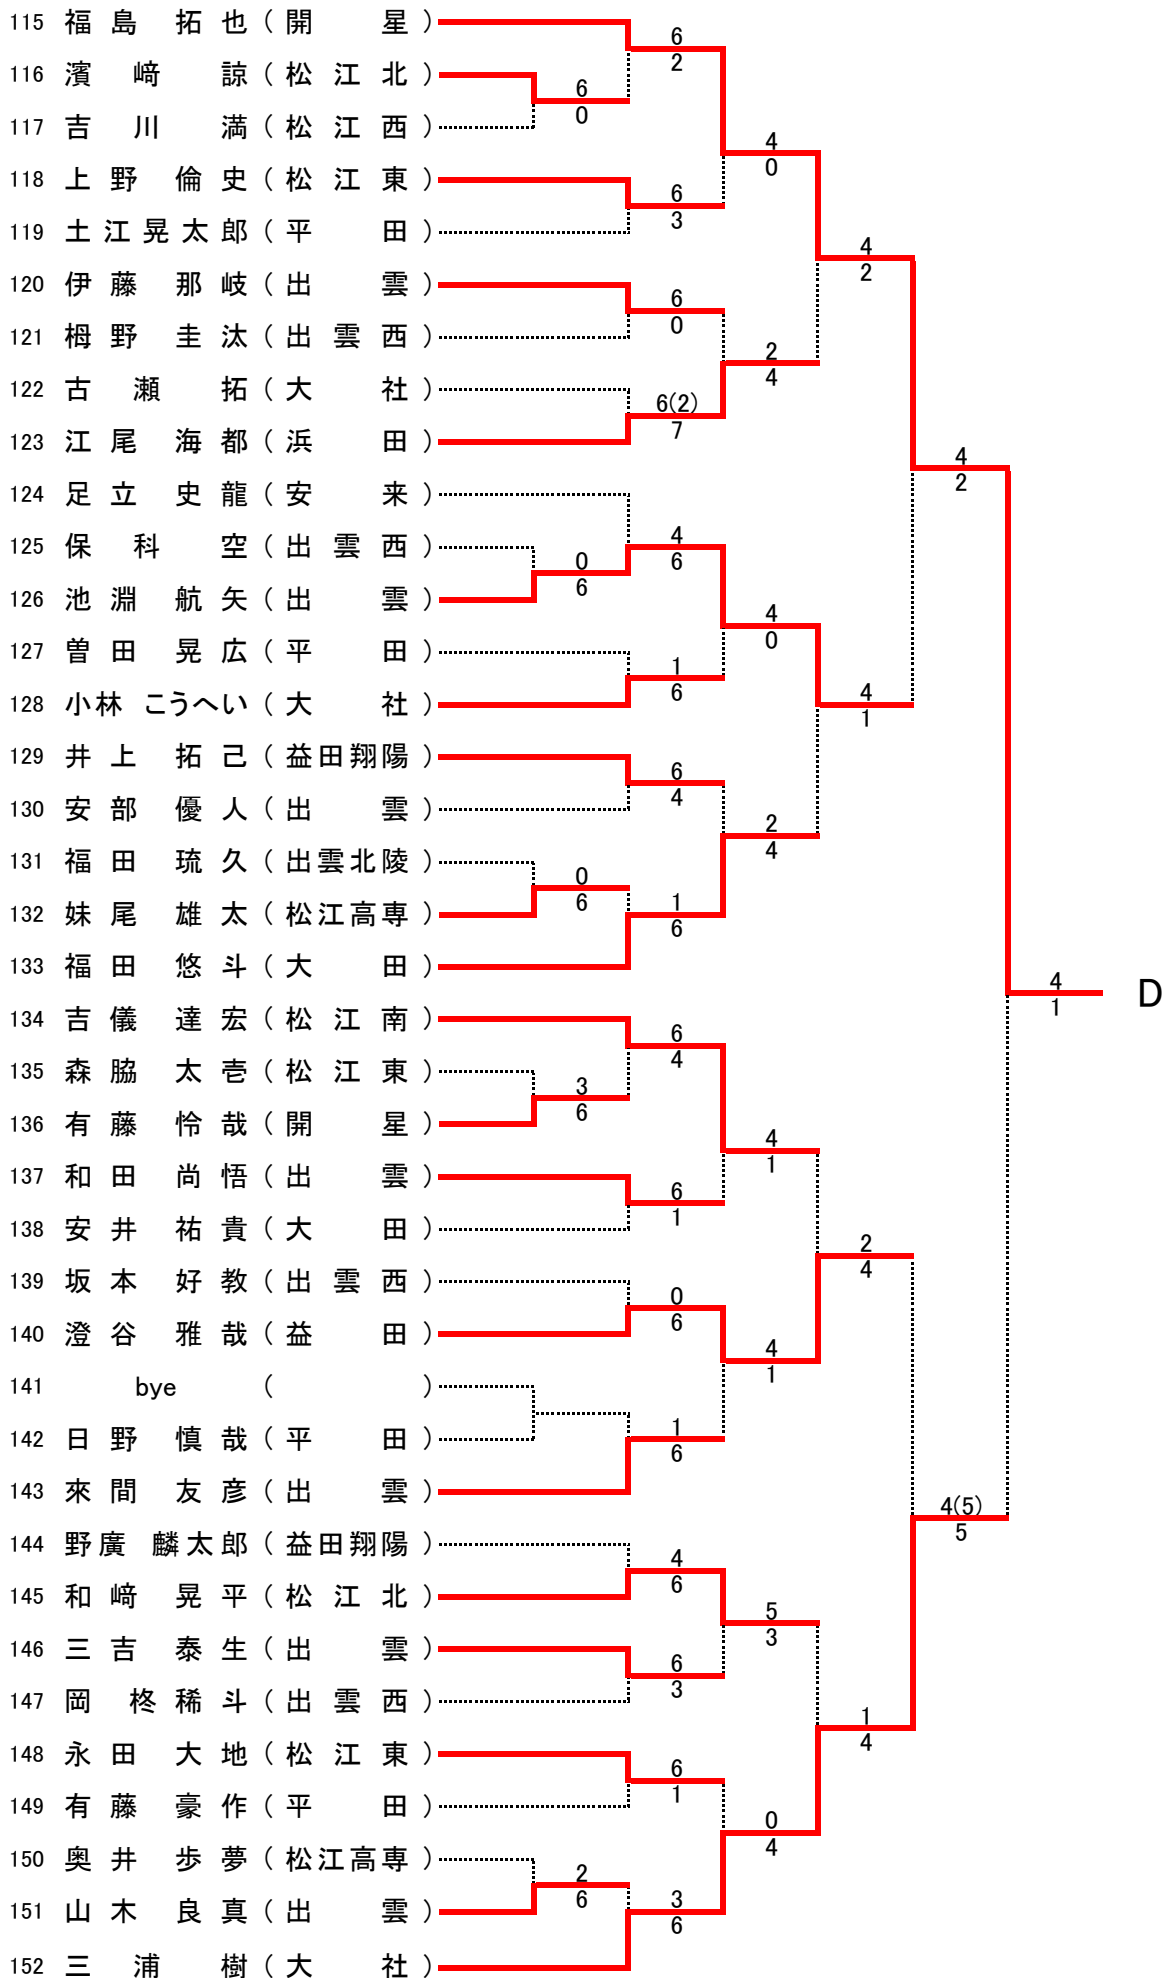 115 福島 拓也 ( 開 星 )
6
2
116 濱﨑 諒 ( 松江北 )
6
0
117 吉川 満 ( 松江西 )
4
0
118 上野 倫史 ( 松江東 )
6
3
119 土江晃太郎 ( 平 田 )
4
2
120 伊藤 那岐 ( 出 雲 )
6
0
121 栂野 圭汰 ( 出雲西 )
2
4
122 古瀬 拓 ( 大 社 )
6(2)
7
123 江尾 海都 ( 浜 田 )
4
2
124 足立 史龍 ( 安 来 )
4
6
125 保科 空 ( 出雲西 )
0
6
126 池淵 航矢 ( 出 雲 )
4
0
127 曽田 晃広 ( 平 田 )
1
6
128 小林 こうへい ( 大 社 )
4
1
129 井上 拓己 ( 益田翔陽 )
6
4
130 安部 優人 ( 出 雲 )
2
4
131 福田 琉久 ( 出雲北陵 )
0
6
132 妹尾 雄太 ( 松江高専 )
1
6
133 福田 悠斗 ( 大 田 )
4
1
D
134 吉儀 達宏 ( 松江南 )
6
4
135 森脇 太壱 ( 松江東 )
3
6
136 有藤 怜哉 ( 開 星 )
4
1
137 和田 尚悟 ( 出 雲 )
6
1
138 安井 祐貴 ( 大 田 )
2
4
139 坂本 好教 ( 出雲西 )
0
6
140 澄谷 雅哉 ( 益 田 )
4
1
141 bye ( )
142 日野 慎哉 ( 平 田 )
1
6
143 來間 友彦 ( 出 雲 )
4(5)
5
144 野廣 麟太郎 ( 益田翔陽 )
4
6
145 和﨑 晃平 ( 松江北 )
5
3
146 三吉 泰生 ( 出 雲 )
6
3
147 岡 柊稀斗 ( 出雲西 )
1
4
148 永田 大地 ( 松江東 )
6
1
149 有藤 豪作 ( 平 田 )
0
4
150 奥井 歩夢 ( 松江高専 )
2
6
151 山木 良真 ( 出 雲 )
3
6
152 三浦 樹 ( 大 社 )